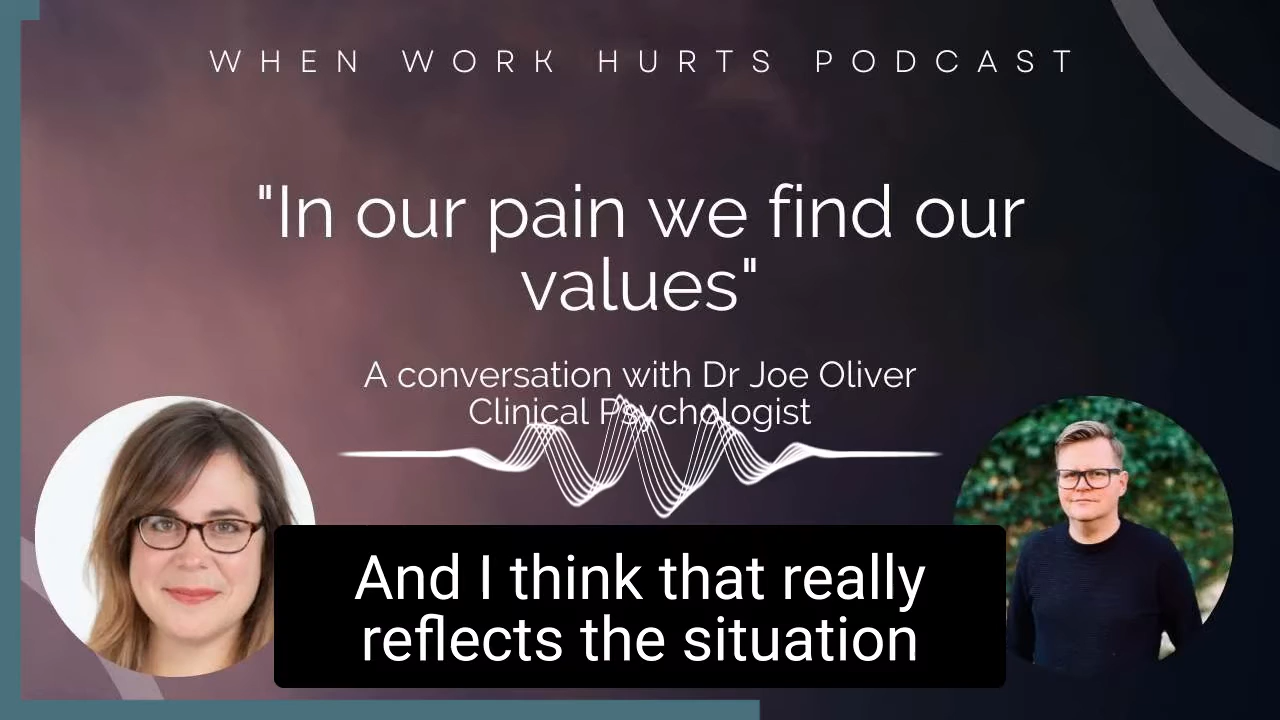 WHEN WORK HURTS PODCAST
"In our pain we find our
values"
A conversation with Dr Joe Oliver
Clinical Psychologist
And I think that really
reflects the situation